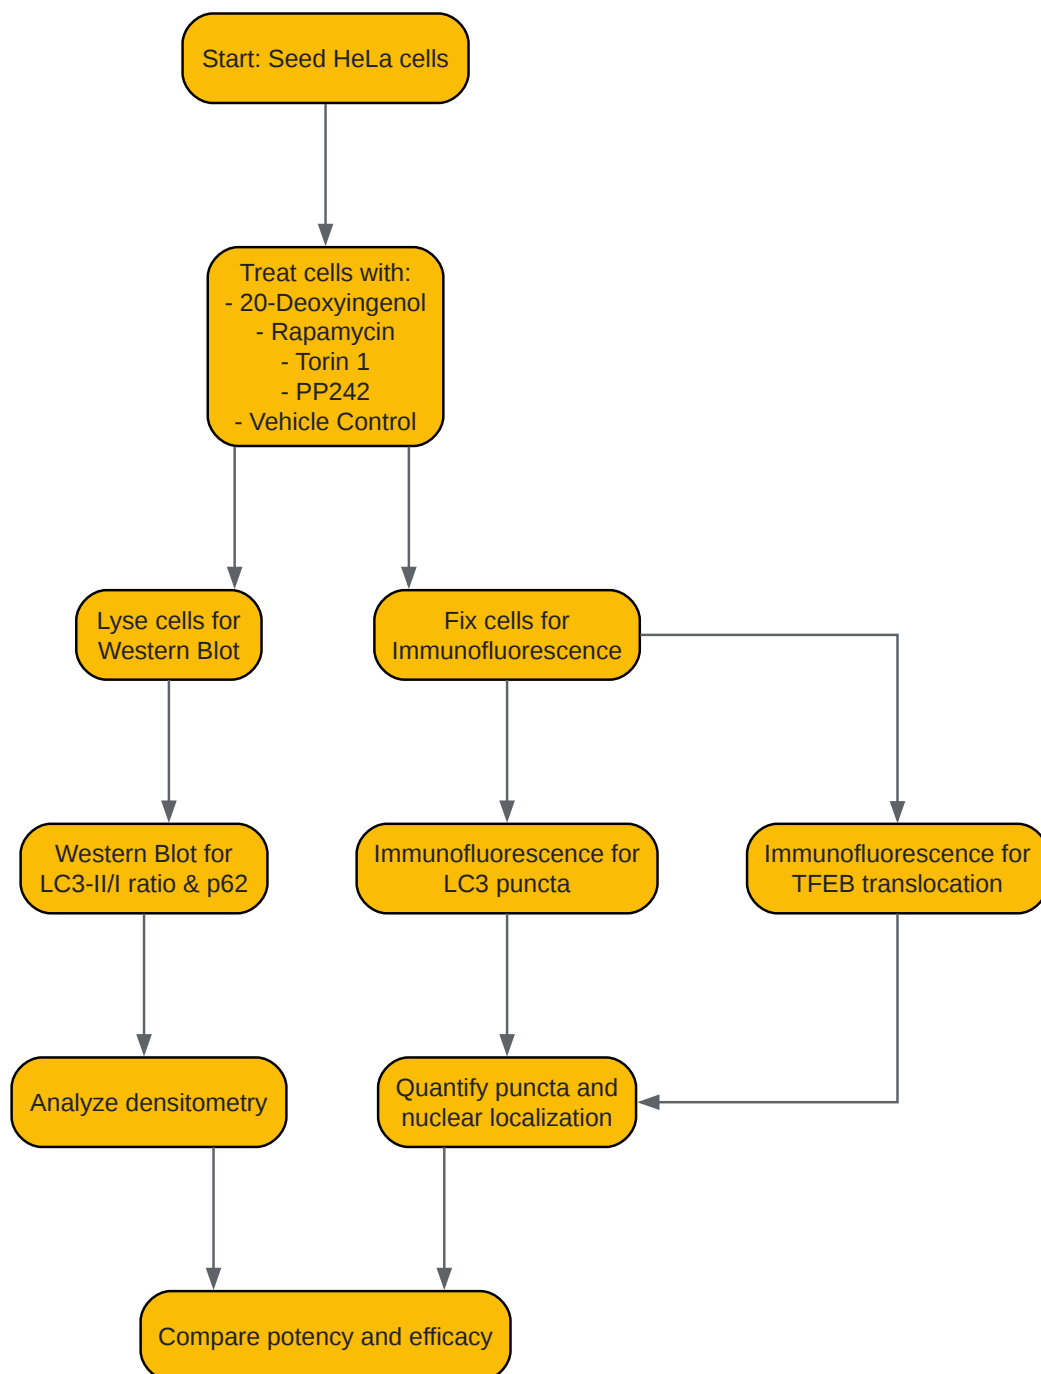 Start: Seed HeLa cells
Treat cells with:
- 20-Deoxyingenol
- Rapamycin
- Torin 1
- PP242
- Vehicle Control
Lyse cells for
Western Blot
Fix cells for
Immunofluorescence
Western Blot for
LC3-II/I ratio & p62
Immunofluorescence for
LC3 puncta
Immunofluorescence for
TFEB translocation
Analyze densitometry
Quantify puncta and
nuclear localization
Compare potency and efficacy